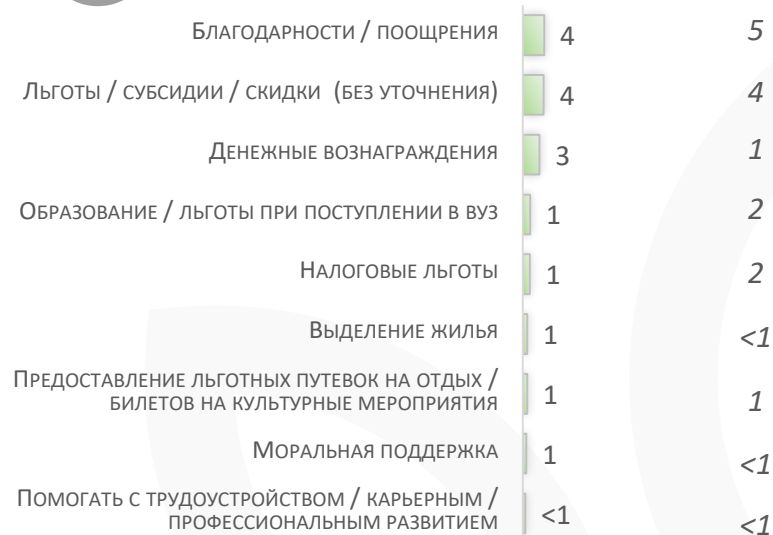 Благодарности / поощрения 4 5
Льготы / субсидии / скидки (без уточнения) 4 4
Денежные вознаграждения 3 1
Образование / льготы при поступлении в вуз 1 2
Налоговые льготы 1 2
Выделение жилья 1 <1
Предоставление льготных путевок на отдых /
билетов на культурные мероприятия 1 1
Моральная поддержка 1 <1
Помогать с трудоустройством / карьерным /
профессиональным развитием <1 <1